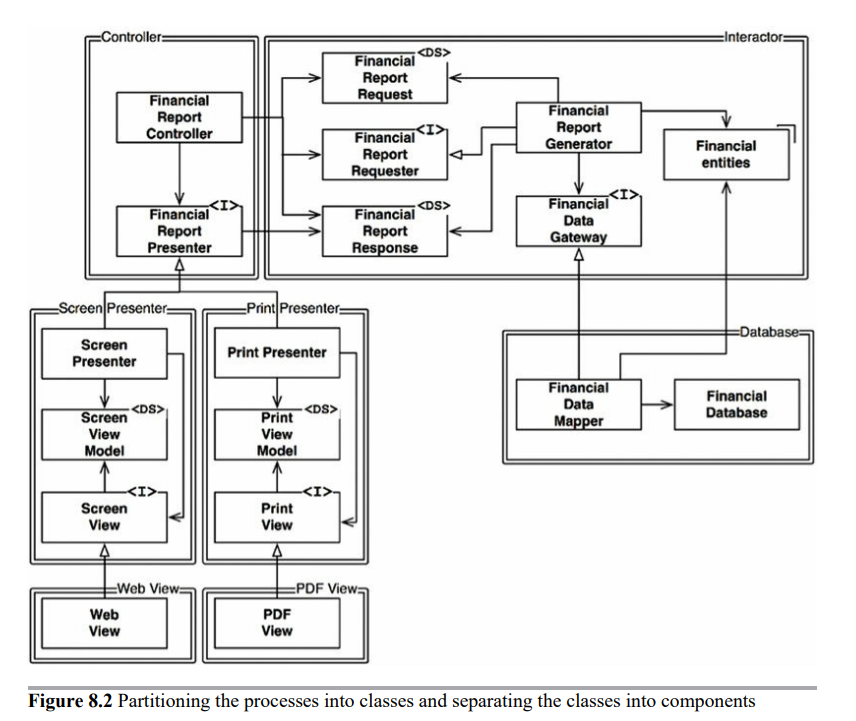 Controller
Interactor
Financial
Report
Controller
<I>
Financial
Report
Presenter
<DS>
Financial
Report
Request
<I>
Financial
Report
Requester
<DS>
Financial
Report
Response
Financial
Report
Generator
<I>
Financial
Data
Gateway
Financial
entities
Screen Presenter
Screen
Presenter
<DS>
Screen
View
Model
<I>
Screen
View
Print Presenter
Print Presenter
<DS>
Print
View
Model
<I>
Print
View
Database
Financial
Data
Mapper
Financial
Database
Web View
Web
View
PDF View
PDF
View
Figure 8.2 Partitioning the processes into classes and separating the classes into components